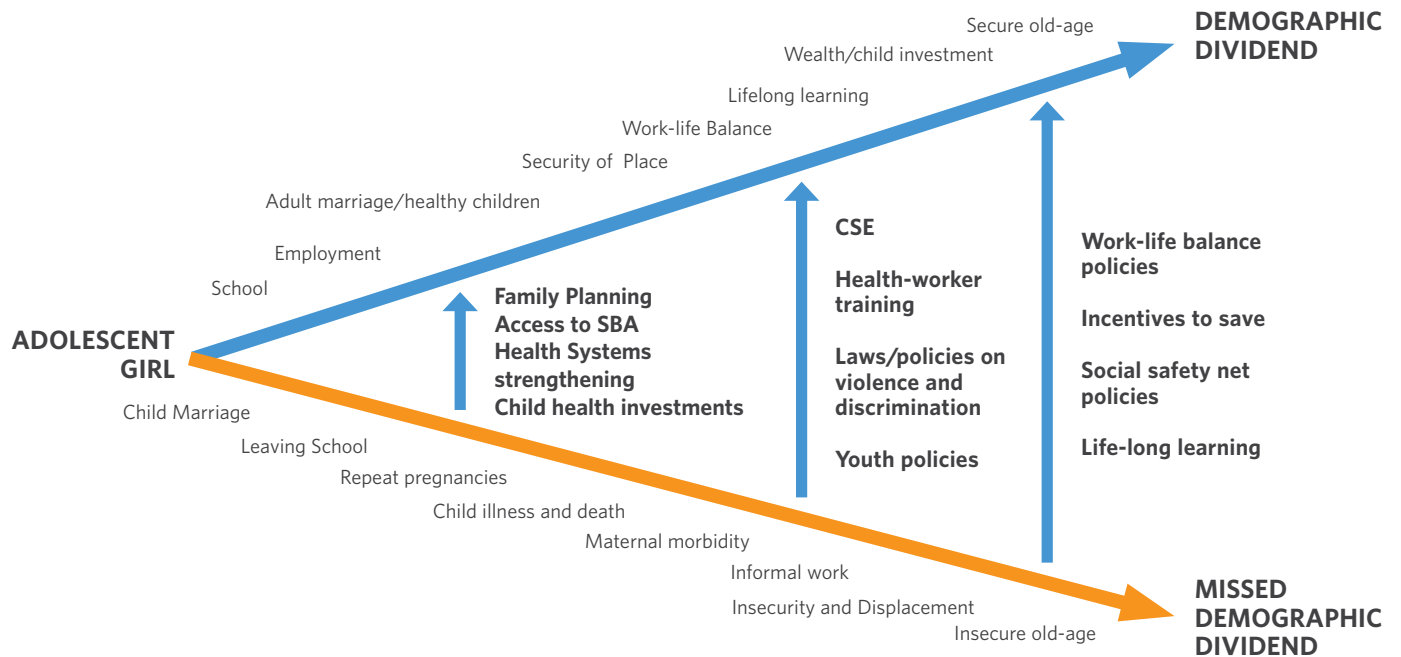 Secure old-age
DEMOGRAPHIC
DIVIDEND
Wealth/child investment
Lifelong learning
Work-life Balance
Security of Place
Adult marriage/healthy children
Employment
School
ADOLESCENT
GIRL
Family Planning
Access to SBA
Health Systems
strengthening
Child health investments
CSE
Health-worker
training
Laws/policies on
violence and
discrimination
Youth policies
Work-life balance
policies
Incentives to save
Social safety net
policies
Life-long learning
Child Marriage
Leaving School
Repeat pregnancies
Child illness and death
Maternal morbidity
Informal work
Insecurity and Displacement
Insecure old-age
MISSED
DEMOGRAPHIC
DIVIDEND